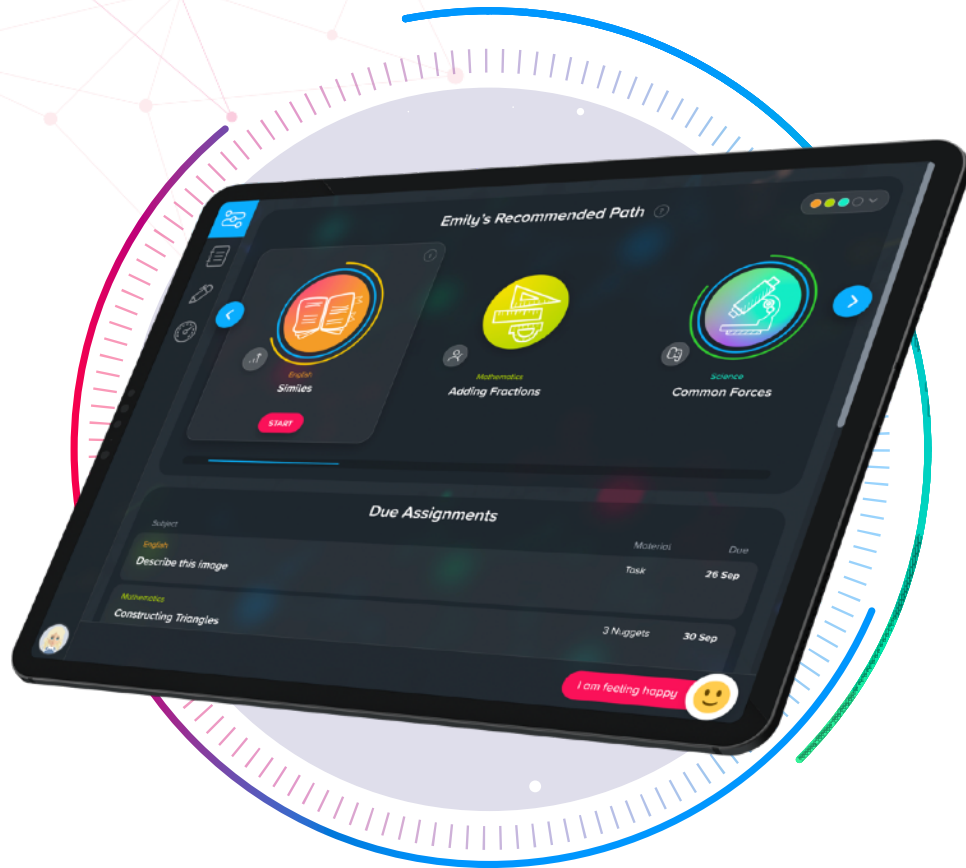 Emily's Recommended Path
English
Similes
START
Mathematics
Adding Fractions
Science
Common Forces
Due Assignments
Subject
Material
Due
English
Describe this image
Task
26 Sep
Mathematics
Constructing Triangles
3 Nuggets
30 Sep
I am feeling happy